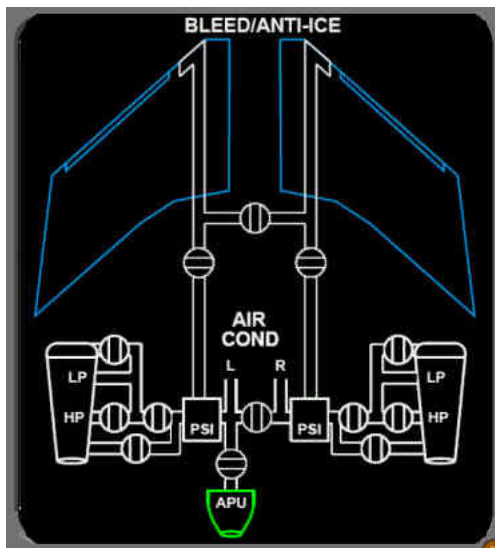 BLEED/ANTI-ICE
AIR
COND
L R
LP LP
HP HP
PSI PSI
APU